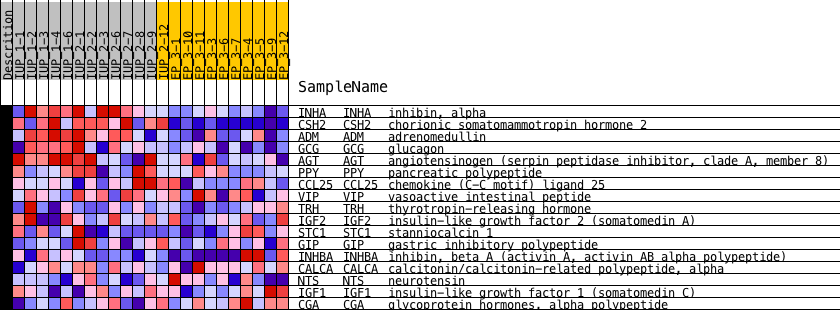 Descrition
IUP_1-1
IUP_1-2
IUP_1-3
IUP_1-4
IUP_1-6
IUP_2-1
IUP_2-2
IUP_2-3
IUP_2-6
IUP_2-7
IUP_2-8
IUP_2-9
IUP_2-12
EP_3-1
EP_3-10
EP_3-11
EP_3-3
EP_3-6
EP_3-7
EP_3-4
EP_3-5
EP_3-9
EP_3-12
SampleName
INHA INHA inhibin, alpha
CSH2 CSH2 chorionic somatomammotropin hormone 2
ADM ADM adrenomedullin
GCG GCG glucagon
AGT AGT angiotensinogen (serpin peptidase inhibitor, clade A, member 8)
PPY PPY pancreatic polypeptide
CCL25 CCL25 chemokine (C-C motif) ligand 25
VIP VIP vasoactive intestinal peptide
TRH TRH thyrotropin-releasing hormone
IGF2 IGF2 insulin-like growth factor 2 (somatomedin A)
STC1 STC1 stanniocalcin 1
GIP GIP gastric inhibitory polypeptide
INHBA INHBA inhibin, beta A (activin A, activin AB alpha polypeptide)
CALCA CALCA calcitonin/calcitonin-related polypeptide, alpha
NTS NTS neurotensin
IGF1 IGF1 insulin-like growth factor 1 (somatomedin C)
CGA CGA glycoprotein hormones, alpha polypeptide